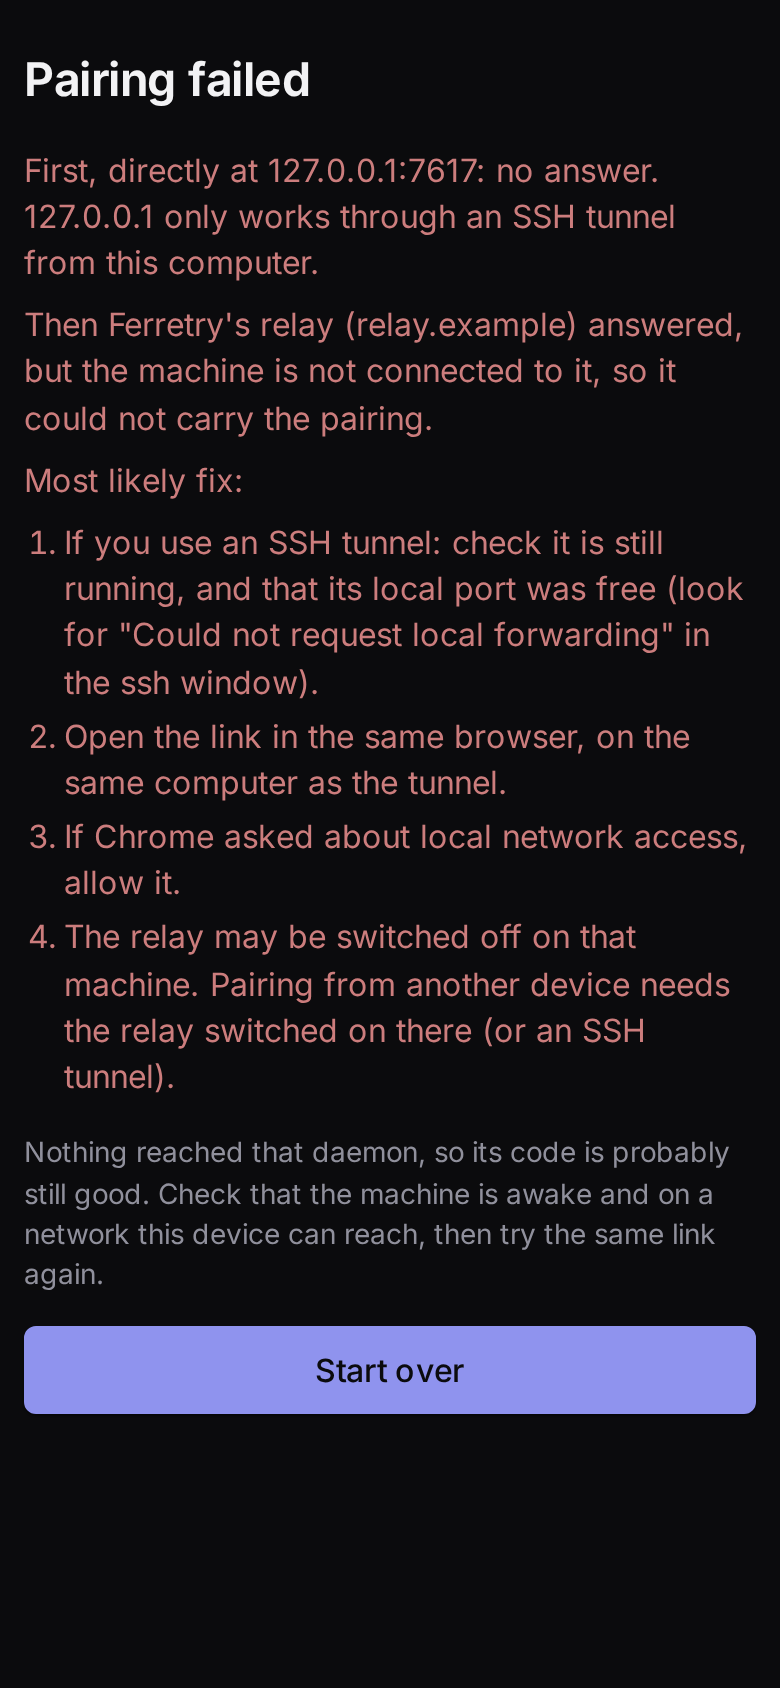 Pairing failed
First, directly at 127.0.0.1:7617: no answer.
127.0.0.1 only works through an SSH tunnel
from this computer.
Then Ferretry's relay (relay.example) answered,
but the machine is not connected to it, so it
could not carry the pairing.
Most likely fix:
1. If you use an SSH tunnel: check it is still
running, and that its local port was free (look
for "Could not request local forwarding" in
the ssh window).
2. Open the link in the same browser, on the
same computer as the tunnel.
3. If Chrome asked about local network access,
allow it.
4. The relay may be switched off on that
machine. Pairing from another device needs
the relay switched on there (or an SSH
tunnel).
Nothing reached that daemon, so its code is probably
still good. Check that the machine is awake and on a
network this device can reach, then try the same link
again.
Start over